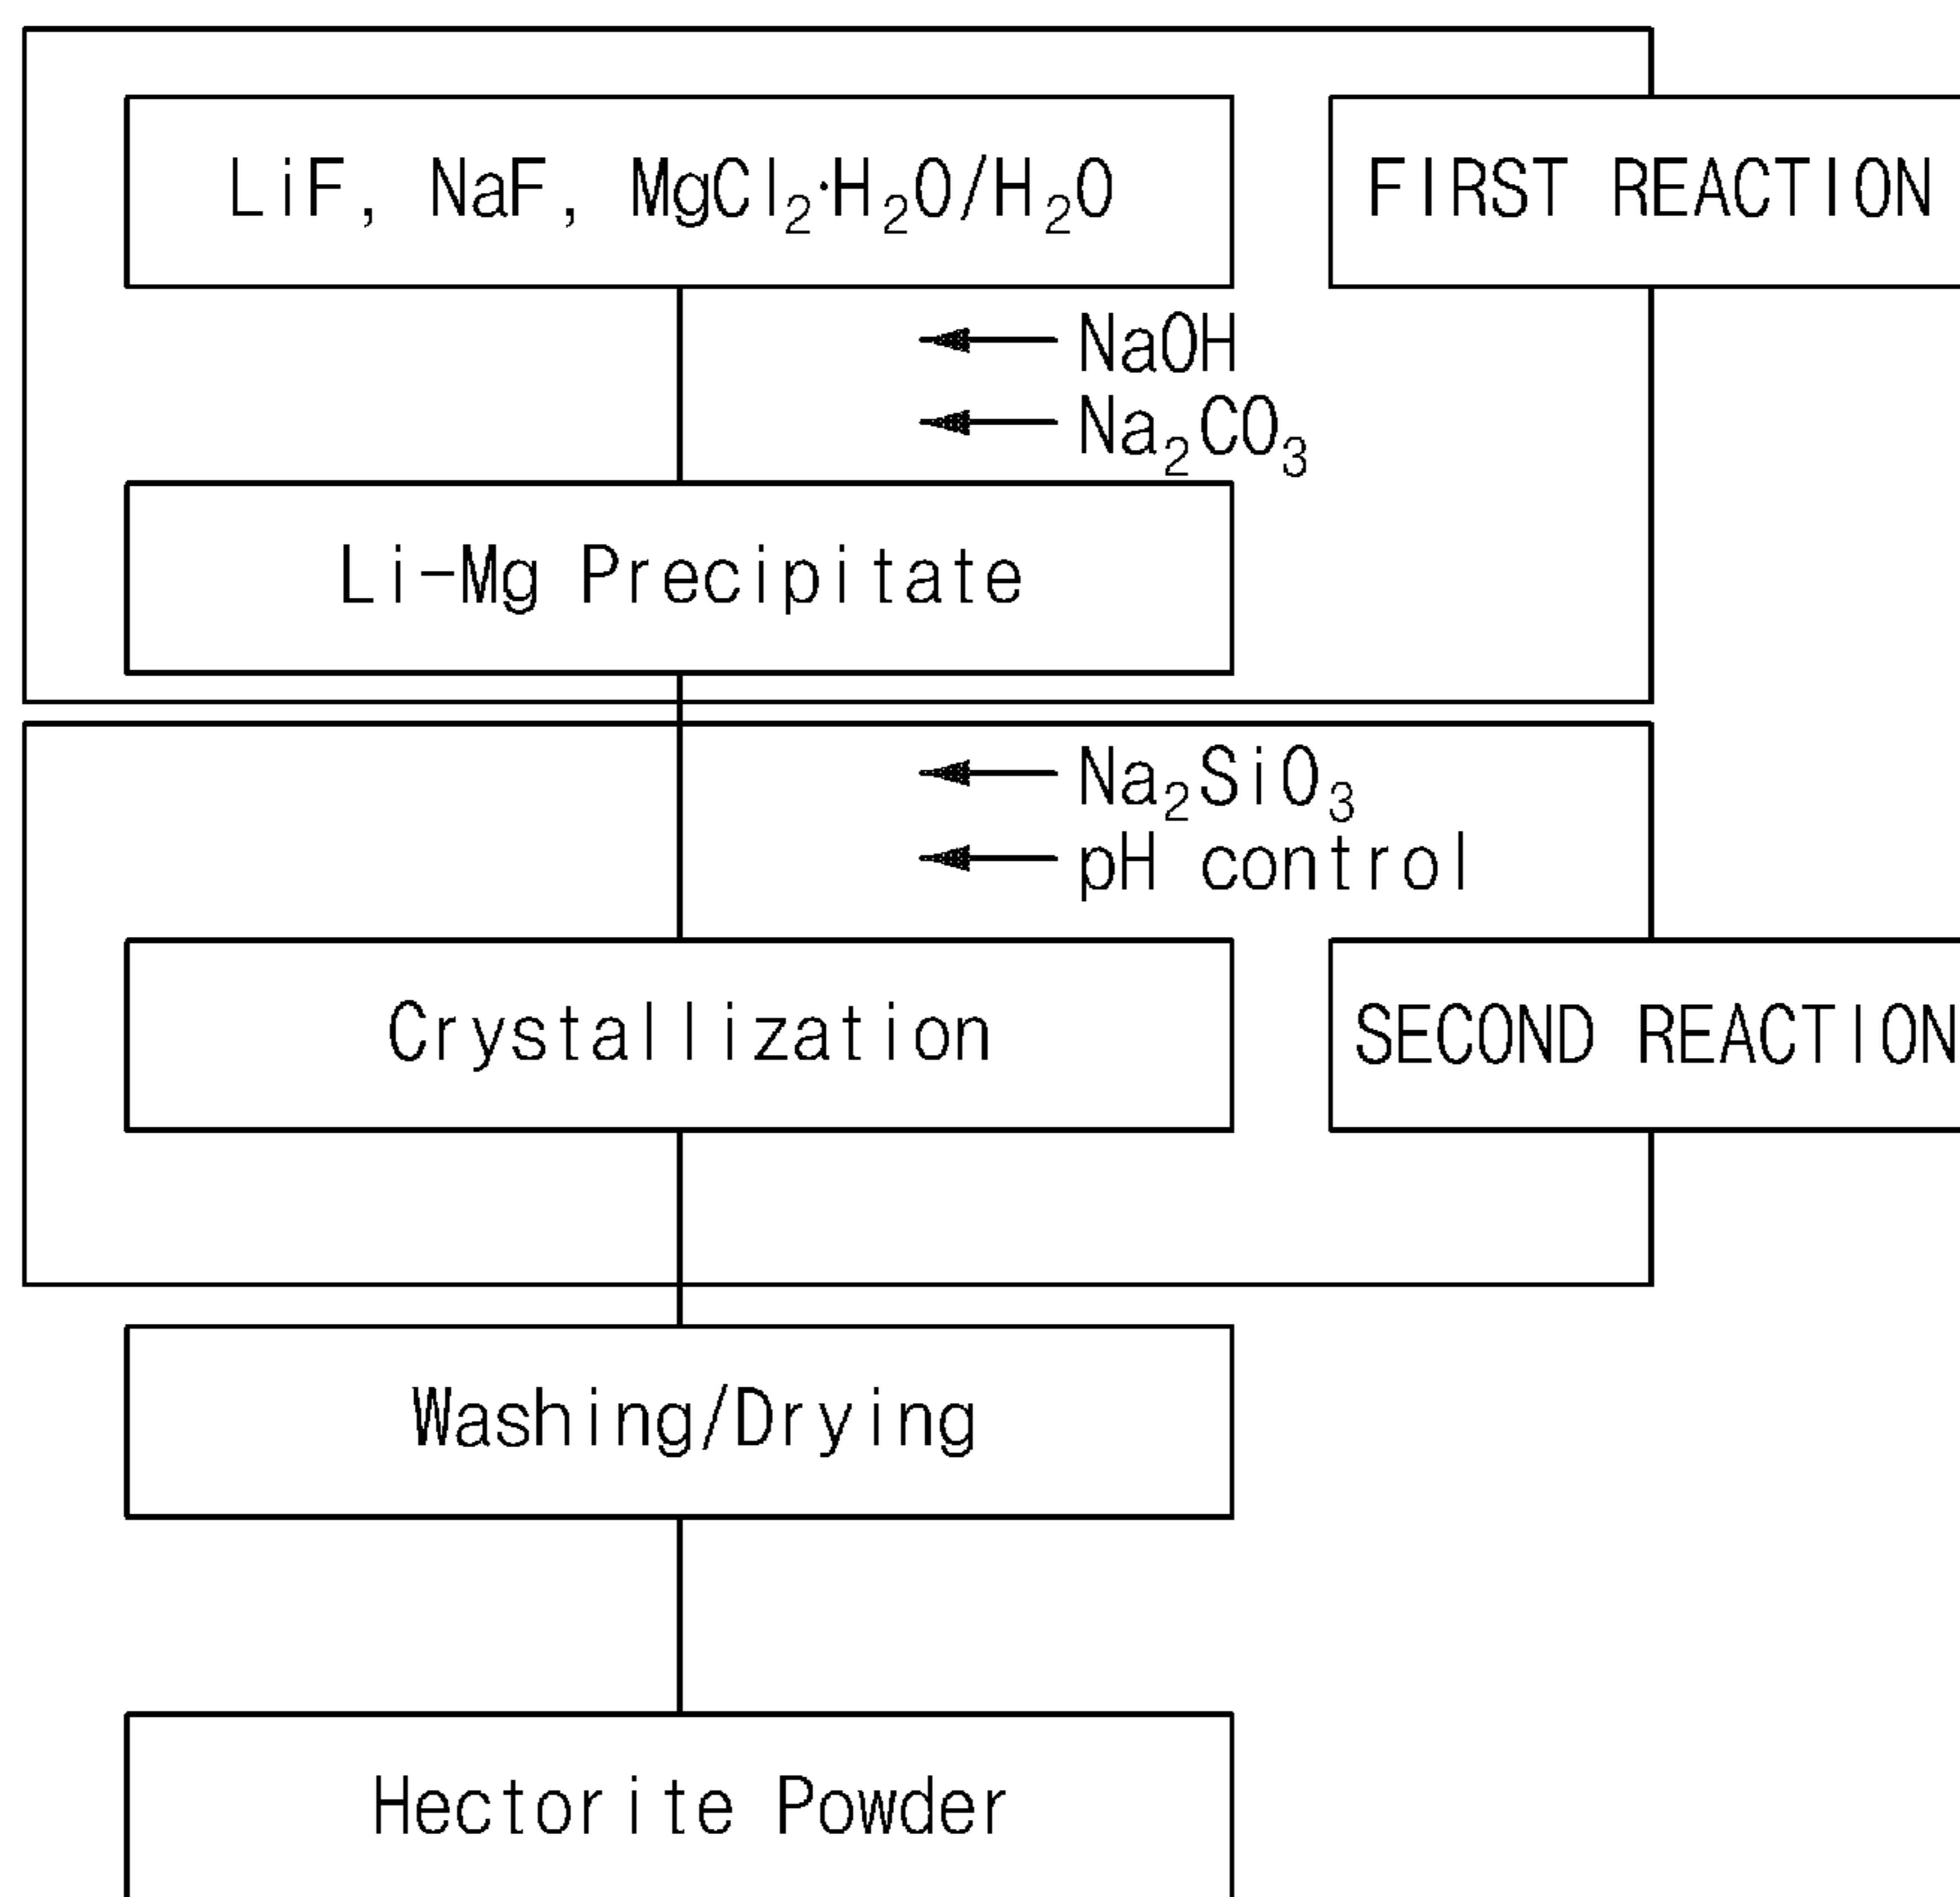 LiF, NaF, MgCl₂·H₂O/H₂O
FIRST REACTION
NaOH
Na₂CO₃
Li-Mg Precipitate
Na₂SiO₃
pH control
Crystallization
SECOND REACTION
Washing/Drying
Hectorite Powder